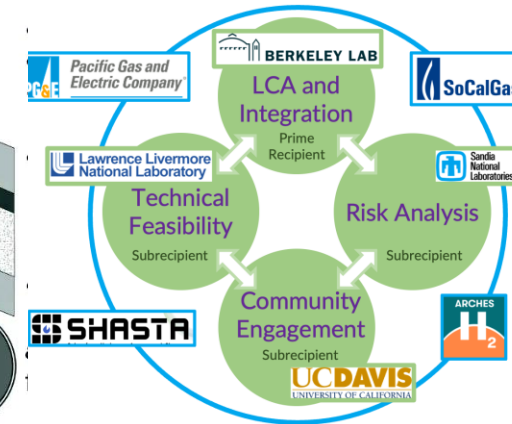 BERKELEY LAB
Pacific Gas and
Electric Company
PG&E
SoCalGas
LCA and
Integration
Prime
Recipient
Lawrence Livermore
National Laboratory
Sandia
National
Laboratories
Technical
Feasibility
Subrecipient
Risk Analysis
Subrecipient
SHASTA
Community
Engagement
Subrecipient
ARCHES
H2
UCDAVIS
UNIVERSITY OF CALIFORNIA